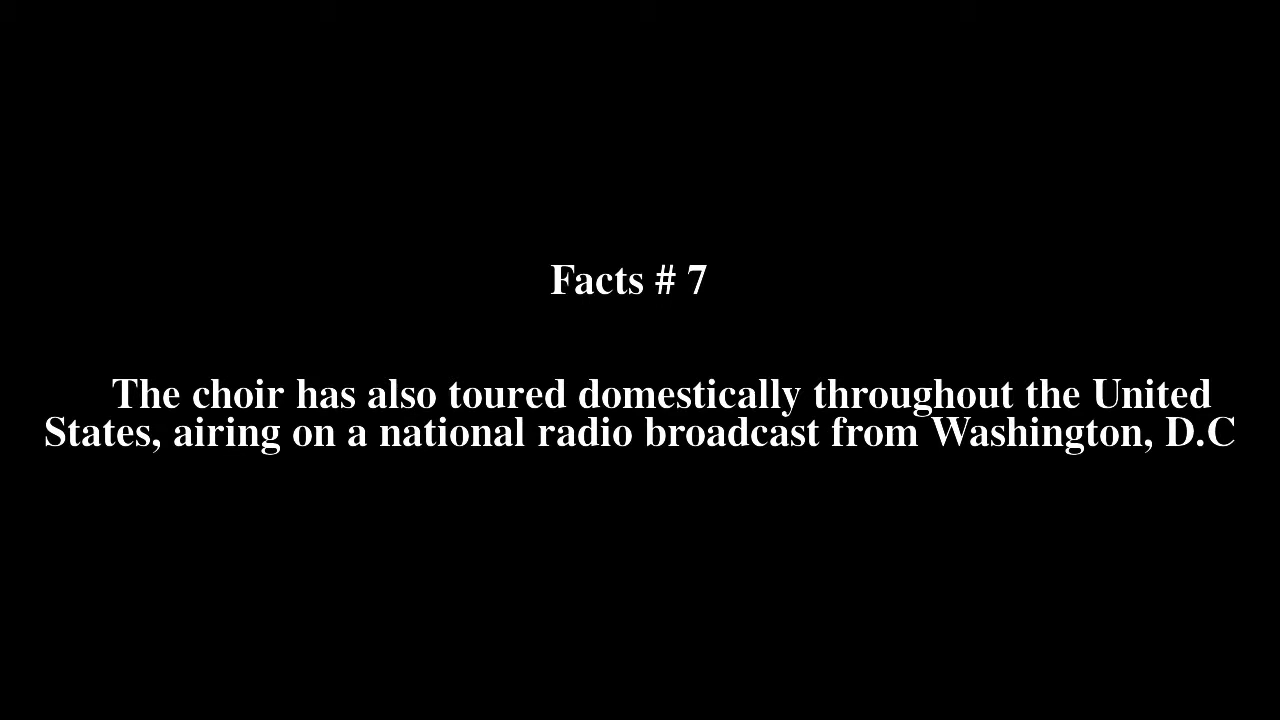 Facts # 7
The choir has also toured domestically throughout the United
States, airing on a national radio broadcast from Washington, D.C